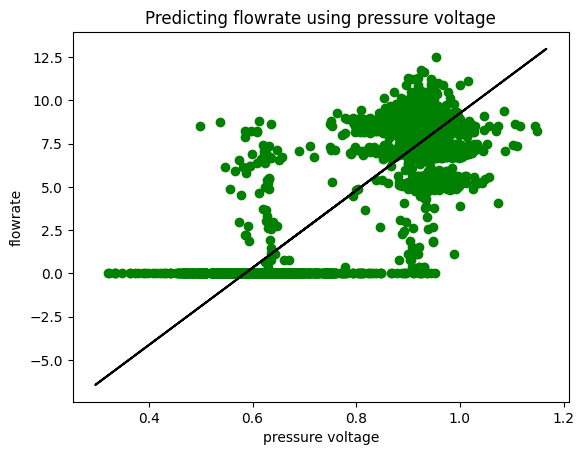 Predicting flowrate using pressure voltage
12.5
10.0
7.5
5.0
2.5
0.0
−2.5
−5.0
flowrate
0.4 0.6 0.8 1.0 1.2
pressure voltage